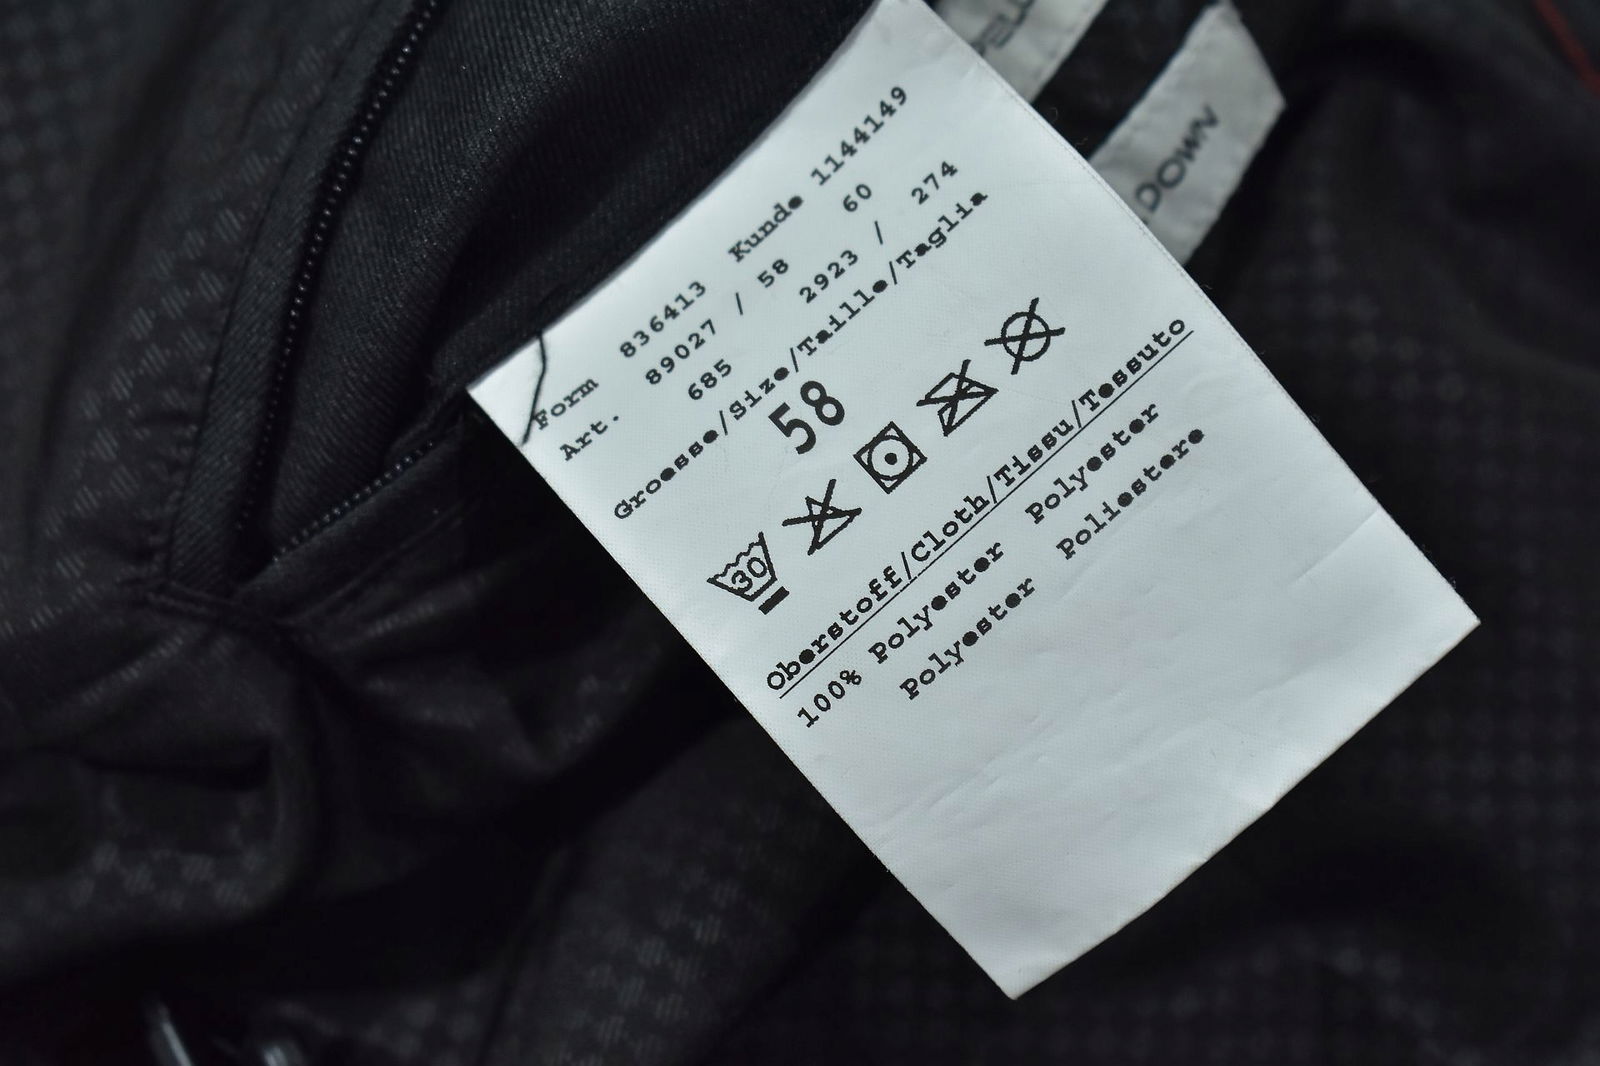 Form 836413 Kunde 1144149
Art. 89027 / 58 60
685 2923 / 274
Groesse/Size/Taille/Taglia
58
30
Oberstoff/Cloth/Tissu/Tessuto
100% Polyester Polyester
Polyester Poliestere
DOWN